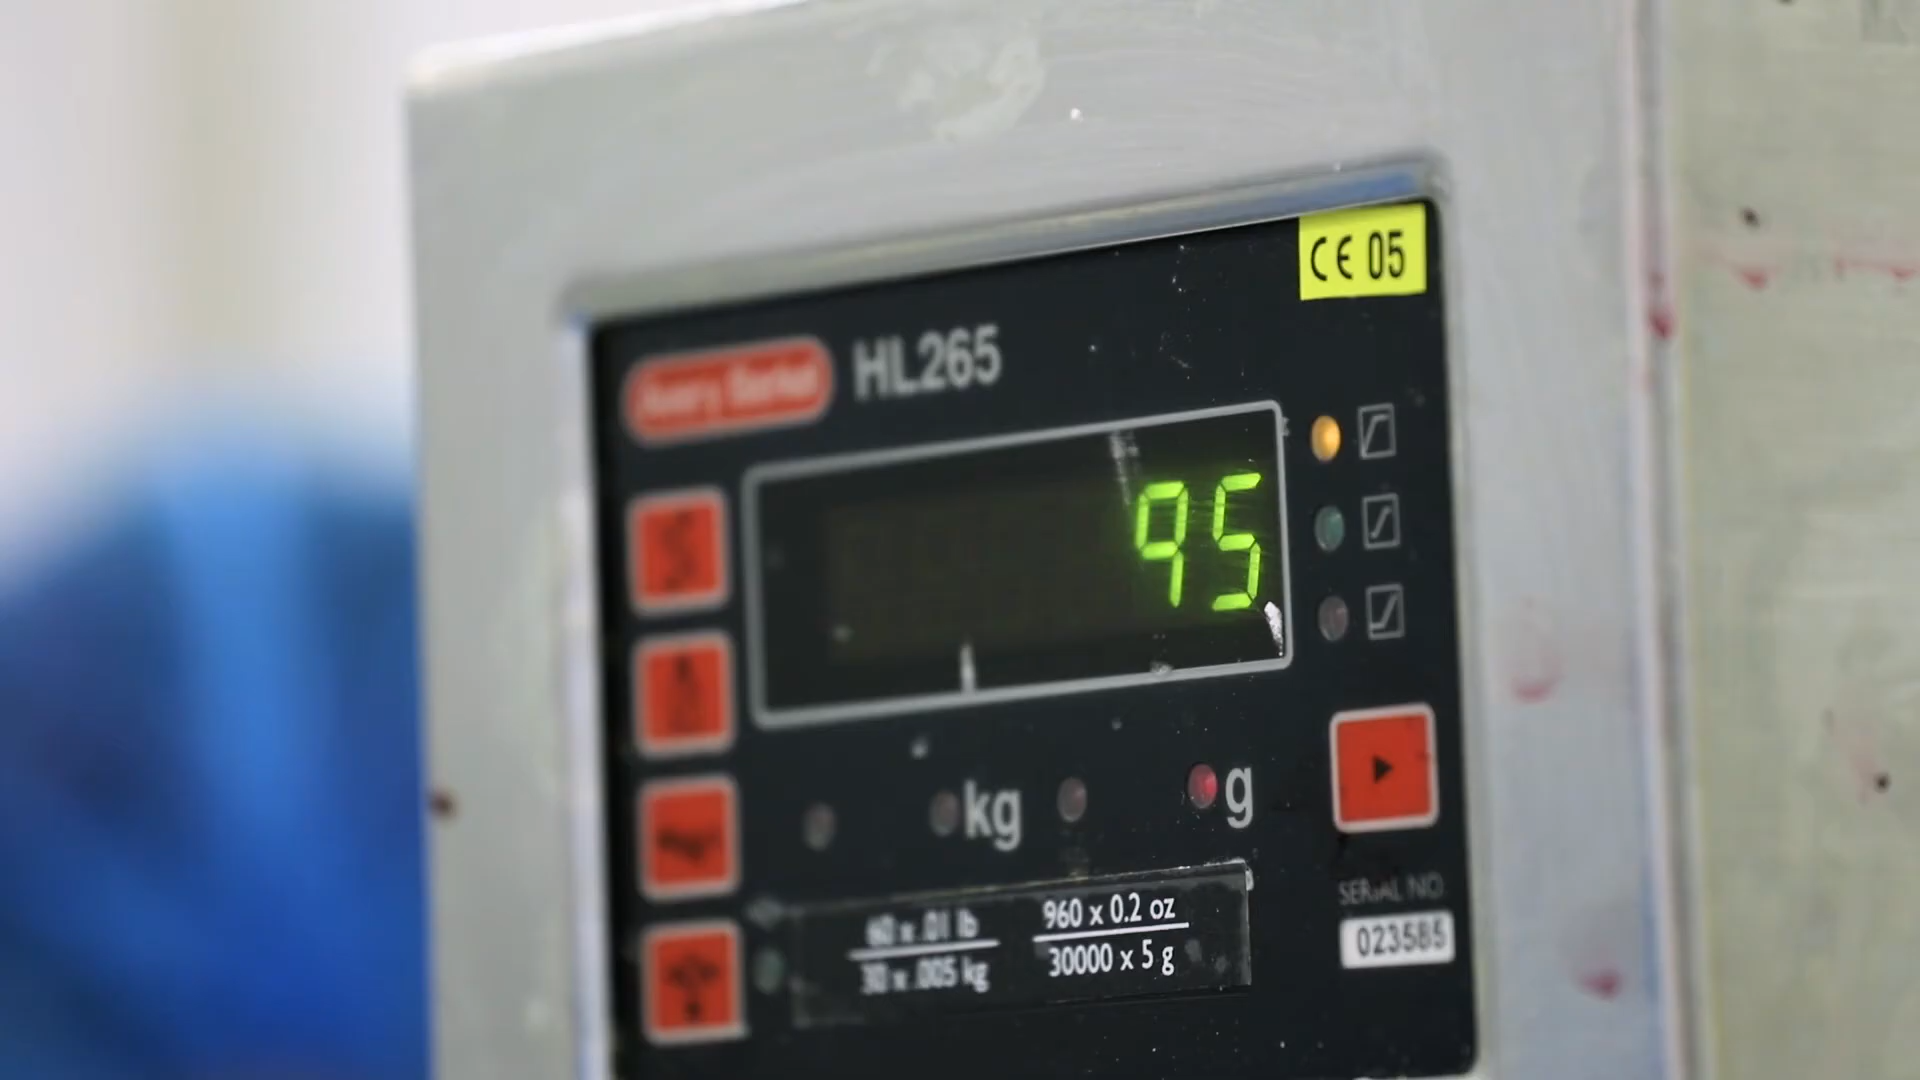 CE 05
HL265
95
kg
g
60 x .01 lb
30 x .005 kg
960 x 0.2 oz
30000 x 5 g
SERIAL NO.
023585